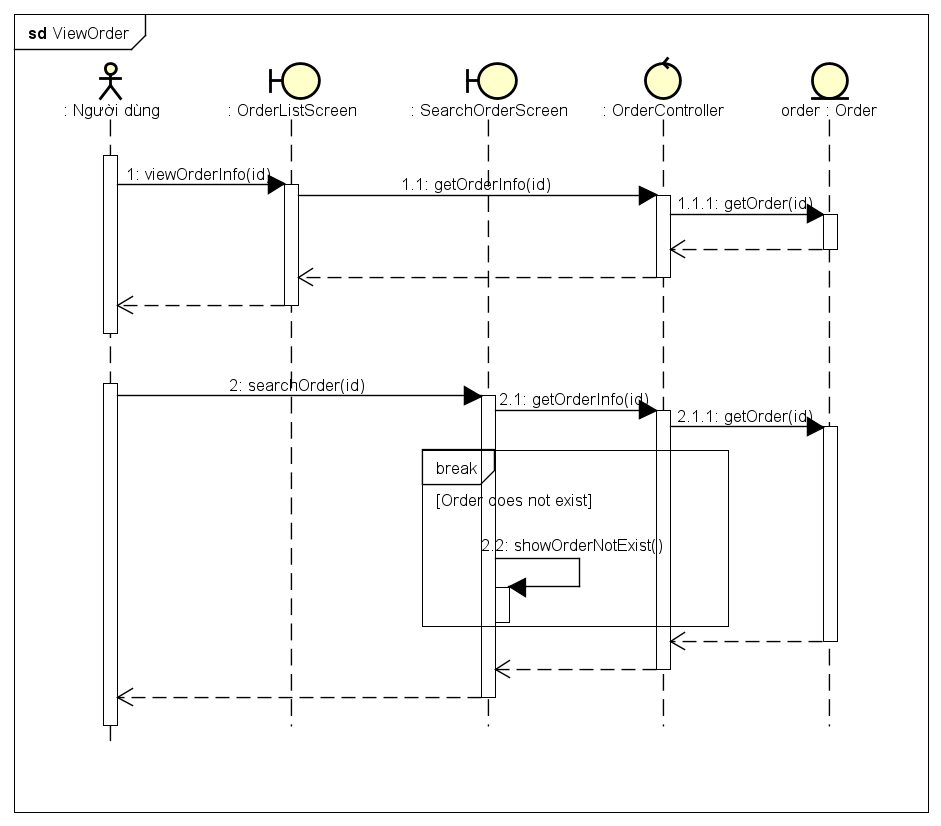 sd ViewOrder
: Người dùng
: OrderListScreen
: SearchOrderScreen
: OrderController
order : Order
1: viewOrderInfo(id)
1.1: getOrderInfo(id)
1.1.1: getOrder(id)
2: searchOrder(id)
2.1: getOrderInfo(id)
2.1.1: getOrder(id)
break
[Order does not exist]
2.2: showOrderNotExist()